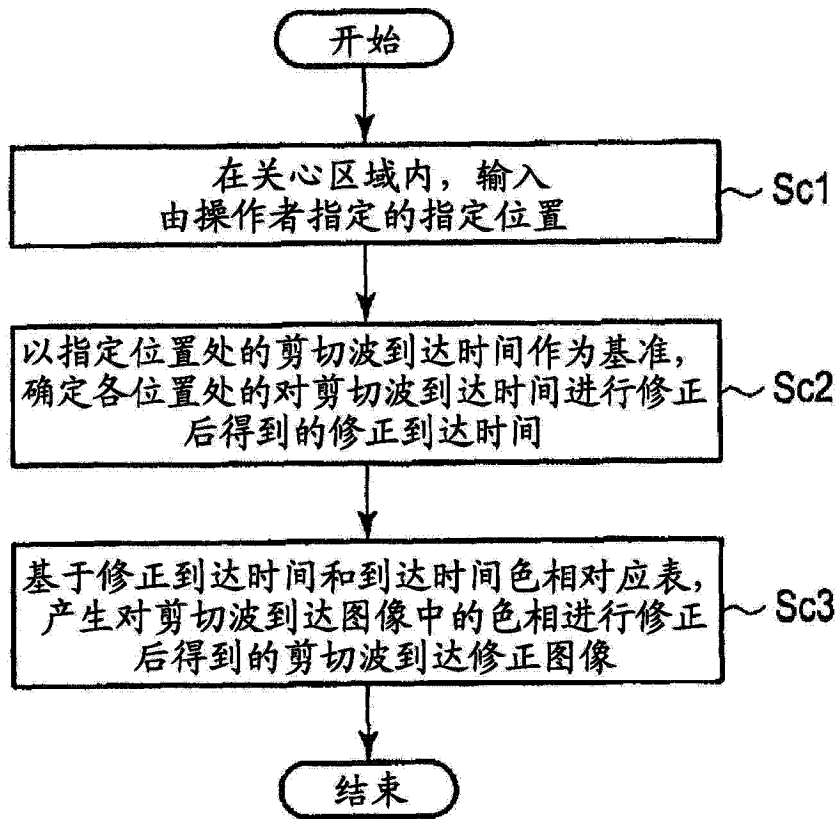 开始
在关心区域内，输入
由操作者指定的指定位置
Sc1
以指定位置处的剪切波到达时间作为基准，
确定各位置处的对剪切波到达时间进行修正
后得到的修正到达时间
Sc2
基于修正到达时间和到达时间色相对应表，
产生对剪切波到达图像中的色相进行修正
后得到的剪切波到达修正图像
Sc3
结束